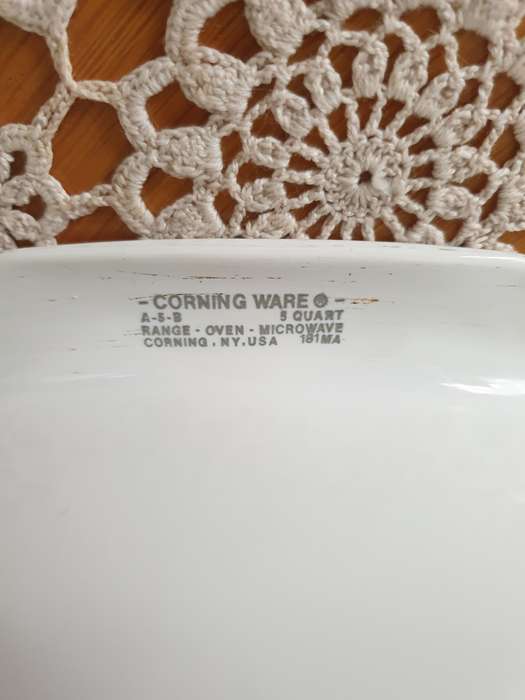 - CORNING WARE ® -
A-5-B 5 QUART
RANGE - OVEN - MICROWAVE
CORNING , NY, USA 181MA